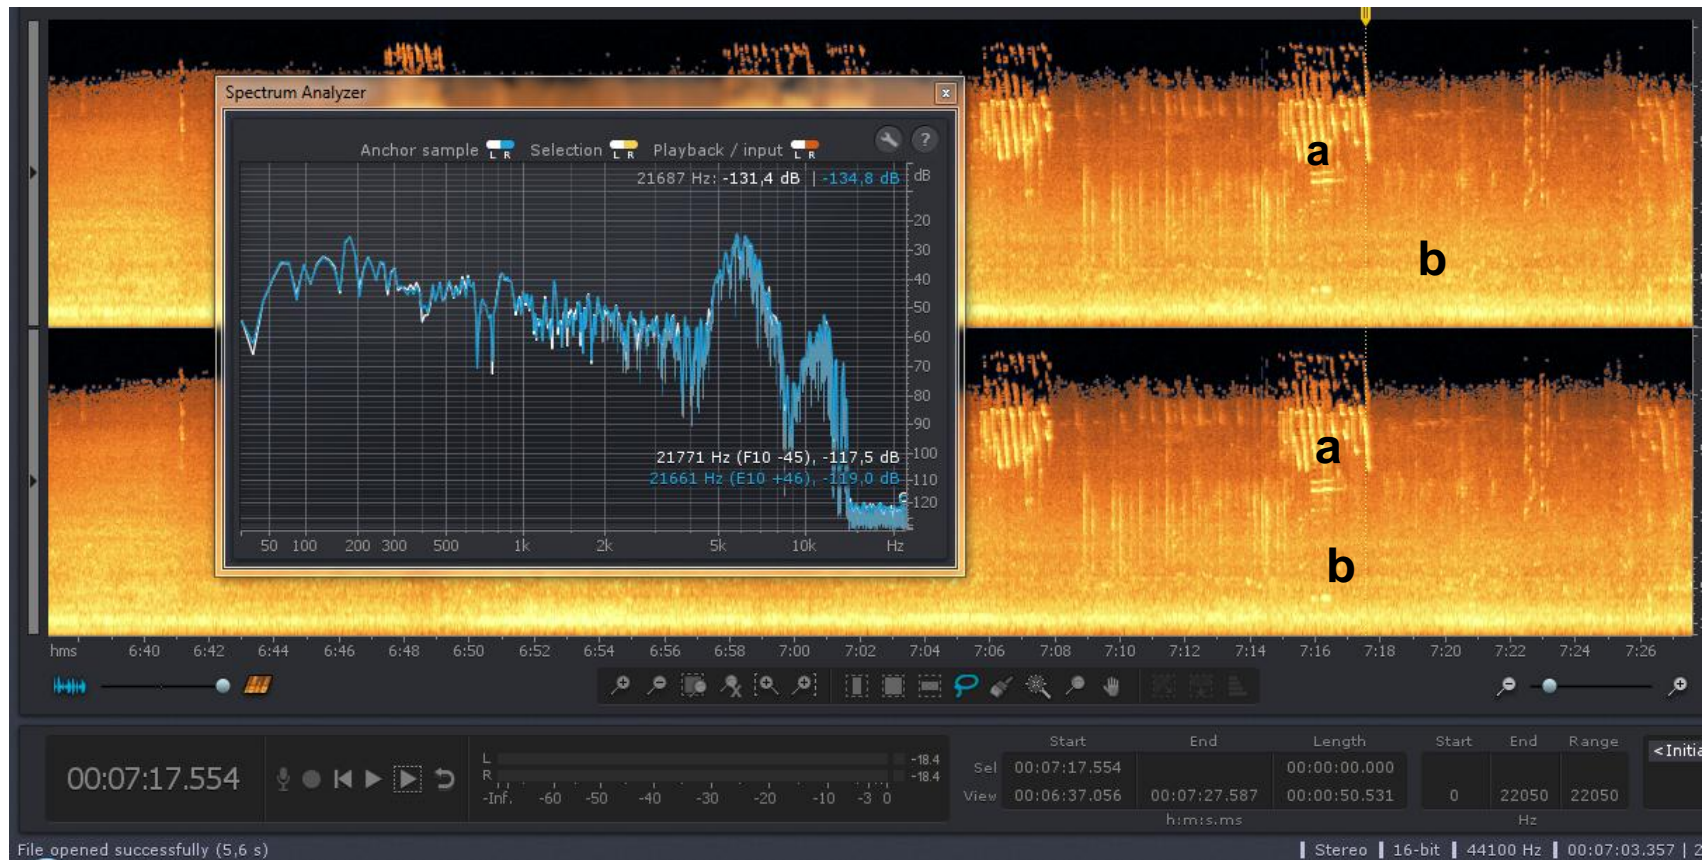 Spectrum Analyzer x
Anchor sample L R Selection L R Playback / input L R ?
21687 Hz: -131,4 dB | -134,8 dB dB
-20
-30
-40
-50
-60
-70
-80
-90
-100
-110
-120
21771 Hz (F10 -45), -117,5 dB
21661 Hz (E10 +46), -119,0 dB
50 100 200 300 500 1k 2k 5k 10k Hz
a
b
a
b
hms 6:40 6:42 6:44 6:46 6:48 6:50 6:52 6:54 6:56 6:58 7:00 7:02 7:04 7:06 7:08 7:10 7:12 7:14 7:16 7:18 7:20 7:22 7:24 7:26
00:07:17.554
L -18.4
R -18.4
-Inf. -60 -50 -40 -30 -20 -10 -3 0
Start End Length Start End Range
Sel 00:07:17.554 00:00:00.000
View 00:06:37.056 00:07:27.587 00:00:50.531 0 22050 22050
h:m:s.ms Hz
<Initia
File opened successfully (5,6 s)
Stereo 16-bit 44100 Hz 00:07:03.357 | 2